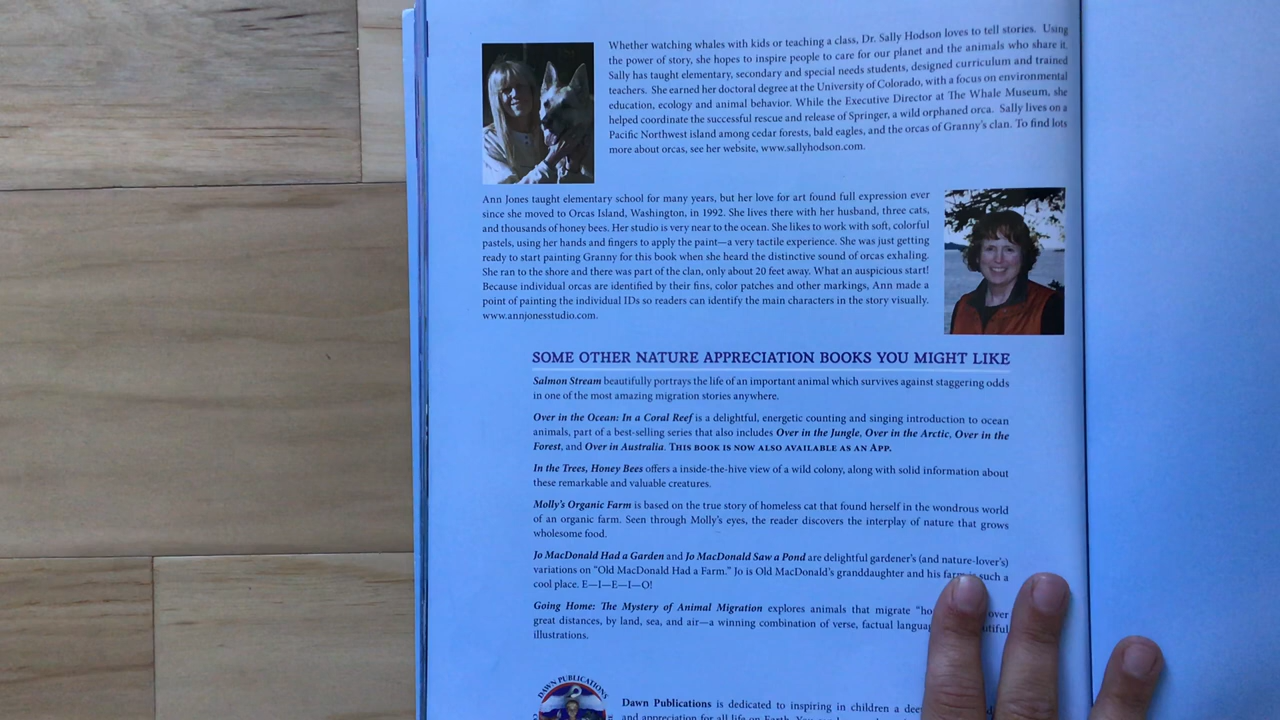 Whether watching whales with kids or teaching a class, Dr. Sally Hodson loves to tell stories. Using
the power of story, she hopes to inspire people to care for our planet and the animals who share it.
Sally has taught elementary, secondary and special needs students, designed curriculum and trained
teachers. She earned her doctoral degree at the University of Colorado, with a focus on environmental
education, ecology and animal behavior. While the Executive Director at The Whale Museum, she
helped coordinate the successful rescue and release of Springer, a wild orphaned orca. Sally lives on a
Pacific Northwest island among cedar forests, bald eagles, and the orcas of Granny's clan. To find lots
more about orcas, see her website, www.sallyhodson.com.
Ann Jones taught elementary school for many years, but her love for art found full expression ever
since she moved to Orcas Island, Washington, in 1992. She lives there with her husband, three cats,
and thousands of honey bees. Her studio is very near to the ocean. She likes to work with soft, colorful
pastels, using her hands and fingers to apply the paint—a very tactile experience. She was just getting
ready to start painting Granny for this book when she heard the distinctive sound of orcas exhaling.
She ran to the shore and there was part of the clan, only about 20 feet away. What an auspicious start!
Because individual orcas are identified by their fins, color patches and other markings, Ann made a
point of painting the individual IDs so readers can identify the main characters in the story visually.
www.annjonesstudio.com.
SOME OTHER NATURE APPRECIATION BOOKS YOU MIGHT LIKE
Salmon Stream beautifully portrays the life of an important animal which survives against staggering odds
in one of the most amazing migration stories anywhere.
Over in the Ocean: In a Coral Reef is a delightful, energetic counting and singing introduction to ocean
animals, part of a best-selling series that also includes Over in the Jungle, Over in the Arctic, Over in the
Forest, and Over in Australia. THIS BOOK IS NOW ALSO AVAILABLE AS AN APP.
In the Trees, Honey Bees offers a inside-the-hive view of a wild colony, along with solid information about
these remarkable and valuable creatures.
Molly's Organic Farm is based on the true story of homeless cat that found herself in the wondrous world
of an organic farm. Seen through Molly's eyes, the reader discovers the interplay of nature that grows
wholesome food.
Jo MacDonald Had a Garden and Jo MacDonald Saw a Pond are delightful gardener's (and nature-lover's)
variations on "Old MacDonald Had a Farm." Jo is Old MacDonald's granddaughter and his farm is such a
cool place. E—I—E—I—O!
Going Home: The Mystery of Animal Migration explores animals that migrate over
great distances, by land, sea, and air—a winning combination of verse, factual
illustrations.
DAWN PUBLICATIONS
Dawn Publications is dedicated to inspiring in children a
and appreciation for all life on Earth. You can